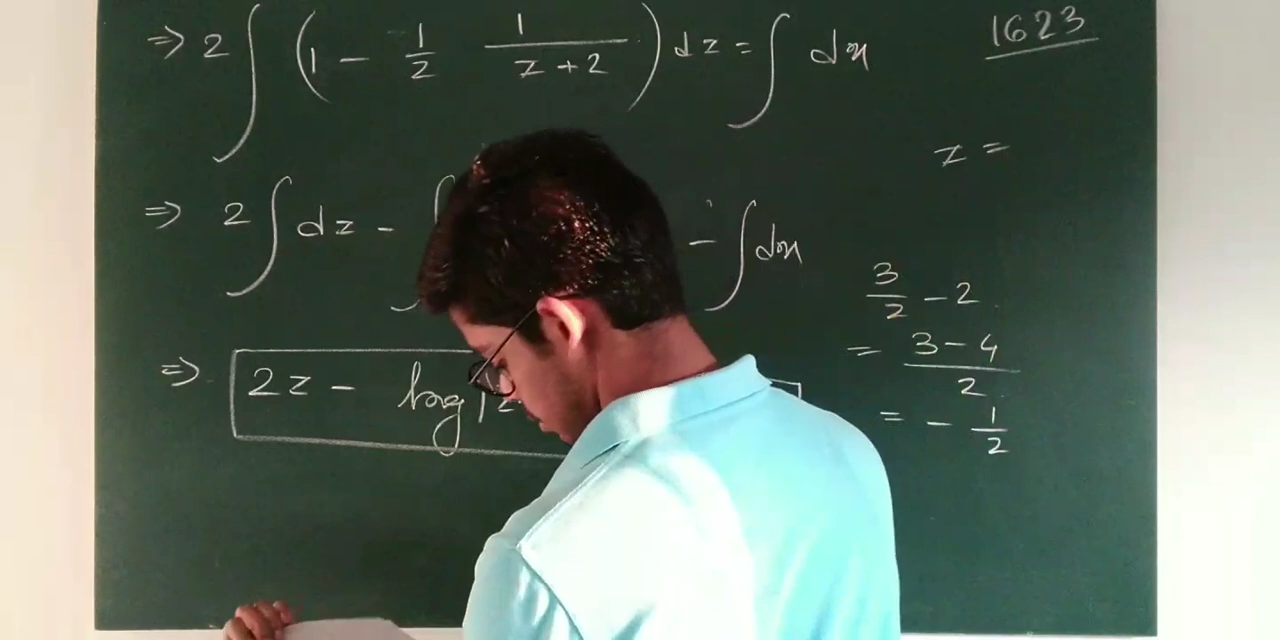 ⇒ 2∫(1 - 1/2 1/(z+2)) dz = ∫ dx
1623
z =
⇒ 2∫dz - ∫ - ∫dx
3/2 - 2
= (3-4)/2
= - 1/2
⇒ 2z - log |z